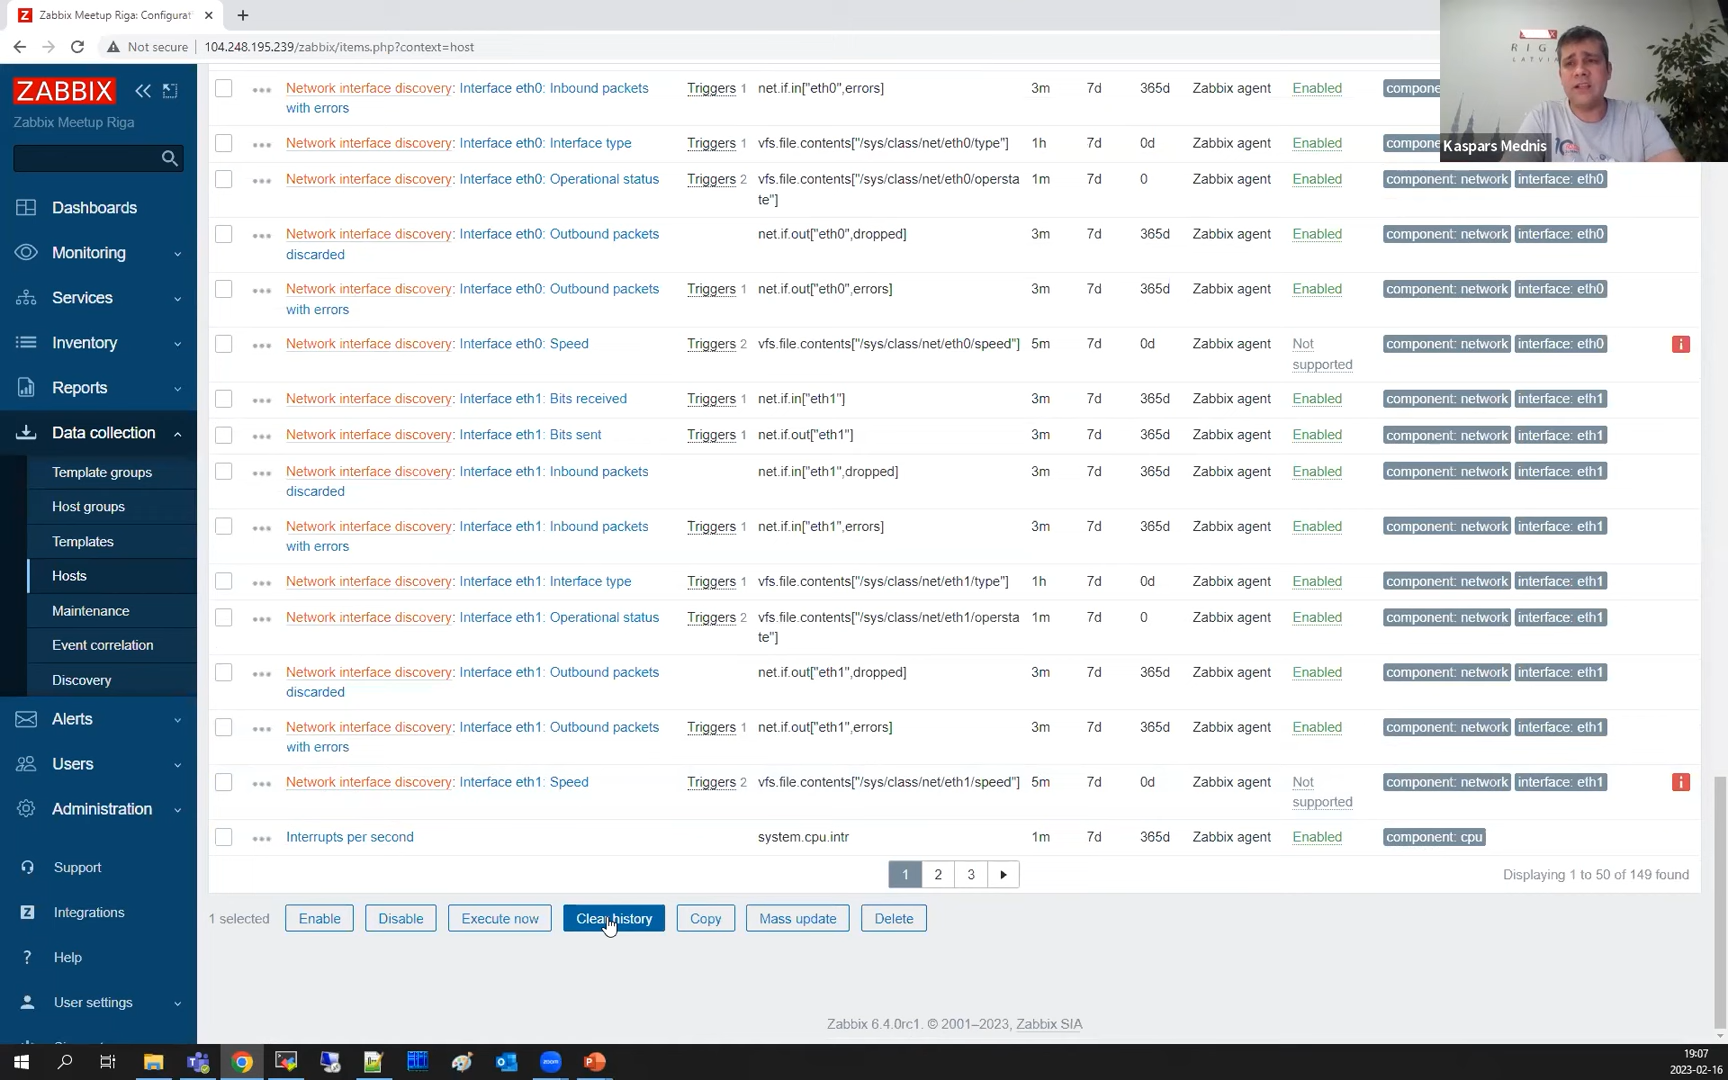 Zabbix Meetup Riga: Configurat
Not secure 104.248.195.239/zabbix/items.php?context=host
RIGA
LATVIA
Kaspars Mednis
ZABBIX
Zabbix Meetup Riga
Dashboards
Monitoring
Services
Inventory
Reports
Data collection
Template groups
Host groups
Templates
Hosts
Maintenance
Event correlation
Discovery
Alerts
Users
Administration
Support
Integrations
Help
User settings
Network interface discovery: Interface eth0: Inbound packets with errors Triggers 1 net.if.in["eth0",errors] 3m 7d 365d Zabbix agent Enabled compone
Network interface discovery: Interface eth0: Interface type Triggers 1 vfs.file.contents["/sys/class/net/eth0/type"] 1h 7d 0d Zabbix agent Enabled compone
Network interface discovery: Interface eth0: Operational status Triggers 2 vfs.file.contents["/sys/class/net/eth0/operstate"] 1m 7d 0 Zabbix agent Enabled component: network interface: eth0
Network interface discovery: Interface eth0: Outbound packets discarded net.if.out["eth0",dropped] 3m 7d 365d Zabbix agent Enabled component: network interface: eth0
Network interface discovery: Interface eth0: Outbound packets with errors Triggers 1 net.if.out["eth0",errors] 3m 7d 365d Zabbix agent Enabled component: network interface: eth0
Network interface discovery: Interface eth0: Speed Triggers 2 vfs.file.contents["/sys/class/net/eth0/speed"] 5m 7d 0d Zabbix agent Not supported component: network interface: eth0 i
Network interface discovery: Interface eth1: Bits received Triggers 1 net.if.in["eth1"] 3m 7d 365d Zabbix agent Enabled component: network interface: eth1
Network interface discovery: Interface eth1: Bits sent Triggers 1 net.if.out["eth1"] 3m 7d 365d Zabbix agent Enabled component: network interface: eth1
Network interface discovery: Interface eth1: Inbound packets discarded net.if.in["eth1",dropped] 3m 7d 365d Zabbix agent Enabled component: network interface: eth1
Network interface discovery: Interface eth1: Inbound packets with errors Triggers 1 net.if.in["eth1",errors] 3m 7d 365d Zabbix agent Enabled component: network interface: eth1
Network interface discovery: Interface eth1: Interface type Triggers 1 vfs.file.contents["/sys/class/net/eth1/type"] 1h 7d 0d Zabbix agent Enabled component: network interface: eth1
Network interface discovery: Interface eth1: Operational status Triggers 2 vfs.file.contents["/sys/class/net/eth1/operstate"] 1m 7d 0 Zabbix agent Enabled component: network interface: eth1
Network interface discovery: Interface eth1: Outbound packets discarded net.if.out["eth1",dropped] 3m 7d 365d Zabbix agent Enabled component: network interface: eth1
Network interface discovery: Interface eth1: Outbound packets with errors Triggers 1 net.if.out["eth1",errors] 3m 7d 365d Zabbix agent Enabled component: network interface: eth1
Network interface discovery: Interface eth1: Speed Triggers 2 vfs.file.contents["/sys/class/net/eth1/speed"] 5m 7d 0d Zabbix agent Not supported component: network interface: eth1 i
Interrupts per second system.cpu.intr 1m 7d 365d Zabbix agent Enabled component: cpu
1 2 3
Displaying 1 to 50 of 149 found
1 selected Enable Disable Execute now Clear history Copy Mass update Delete
Zabbix 6.4.0rc1. © 2001–2023, Zabbix SIA
19:07
2023-02-16